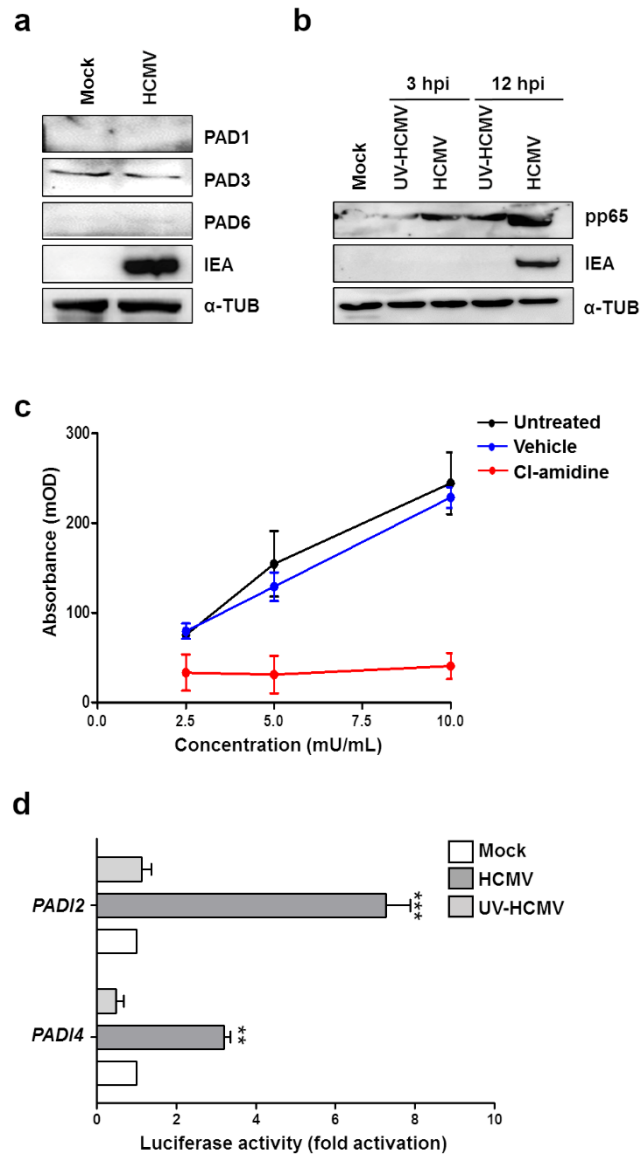 a
Mock
HCMV
PAD1
PAD3
PAD6
IEA
α-TUB
b
3 hpi
12 hpi
Mock
UV-HCMV
HCMV
UV-HCMV
HCMV
pp65
IEA
α-TUB
c
Untreated
Vehicle
Cl-amidine
Absorbance (mOD)
300
200
100
0
0.0
2.5
5.0
7.5
10.0
Concentration (mU/mL)
d
Mock
HCMV
UV-HCMV
PADI2
***
PADI4
**
0
2
4
6
8
10
Luciferase activity (fold activation)